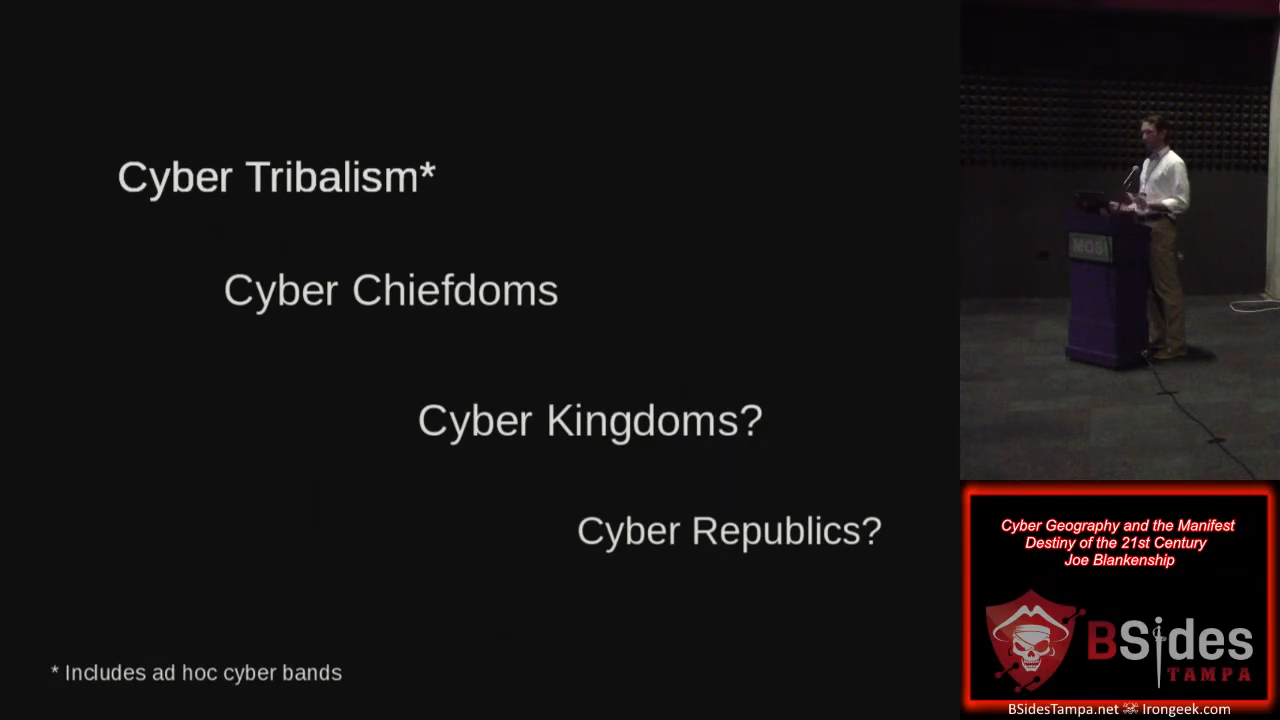 Cyber Tribalism*
Cyber Chiefdoms
Cyber Kingdoms?
Cyber Republics?
* Includes ad hoc cyber bands
MOSI
Cyber Geography and the Manifest
Destiny of the 21st Century
Joe Blankenship
BSides
TAMPA
BSidesTampa.net Irongeek.com